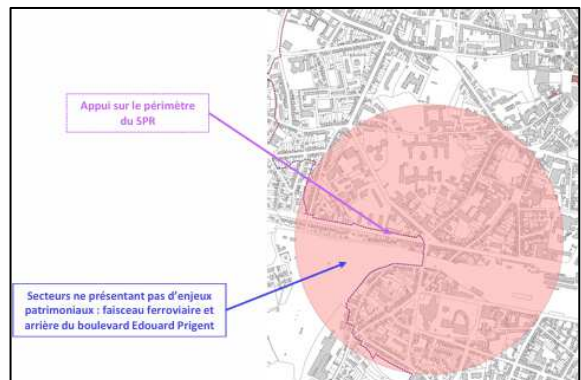 Appui sur le périmètre
du SPR
Secteurs ne présentant pas d'enjeux
patrimoniaux : faisceau ferroviaire et
arrière du boulevard Edouard Prigent